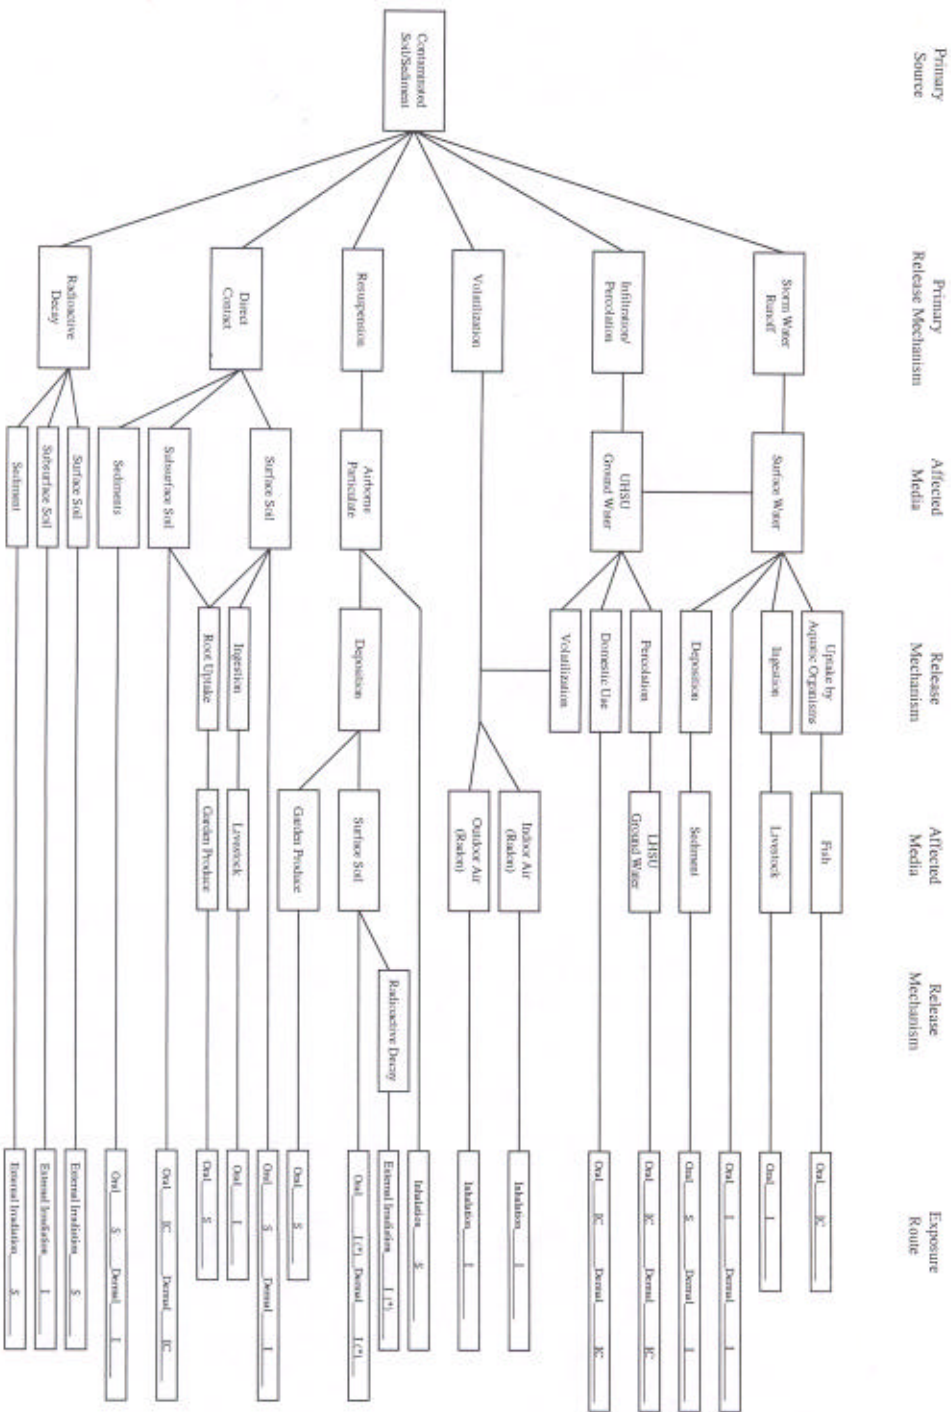 Primary
Source
Primary
Release Mechanism
Affected
Media
Release
Mechanism
Affected
Media
Release
Mechanism
Exposure
Route
Contaminated
Soil/Sediment
Storm Water
Runoff
Surface Water
Uptake by
Aquatic Organisms
Fish
Oral IC
Ingestion
Livestock
Oral I
Oral I Dermal I
Deposition
Sediment
Oral S Dermal I
Infiltration/
Percolation
UHSU
Ground Water
Percolation
LHSU
Ground Water
Oral IC Dermal IC
Domestic Use
Oral IC Dermal IC
Volatilization
Volatilization
Indoor Air
(Radon)
Inhalation I
Outdoor Air
(Radon)
Inhalation I
Resuspension
Airborne
Particulate
Inhalation S
Deposition
Radioactive Decay
External Irradiation I (*)
Surface Soil
Oral I (*) Dermal I (*)
Garden Produce
Oral S
Direct
Contact
Surface Soil
Oral S Dermal I
Ingestion
Livestock
Oral I
Root Uptake
Garden Produce
Oral S
Subsurface Soil
Oral IC Dermal IC
Sediments
Oral S Dermal I
Radioactive
Decay
Surface Soil
External Irradiation S
Subsurface Soil
External Irradiation I
Sediment
External Irradiation S